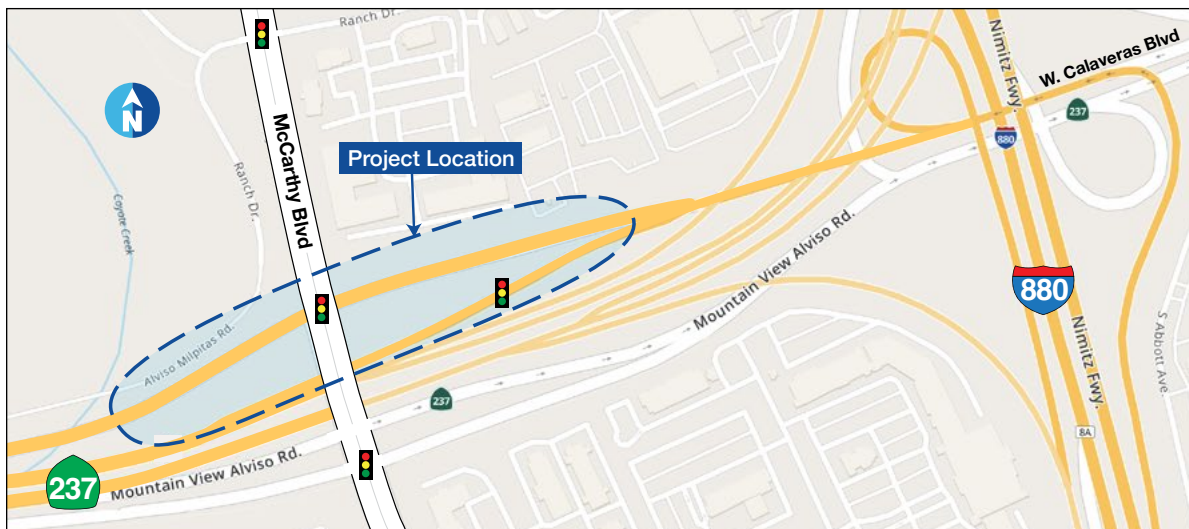 Ranch Dr.
N
McCarthy Blvd
Project Location
Ranch Dr.
Coyote Creek
Alviso Milpitas Rd.
237
Mountain View Alviso Rd.
237
Mountain View Alviso Rd.
Nimitz Fwy.
W. Calaveras Blvd
237
880
880
Nimitz Fwy.
S Abbott Ave.
8A